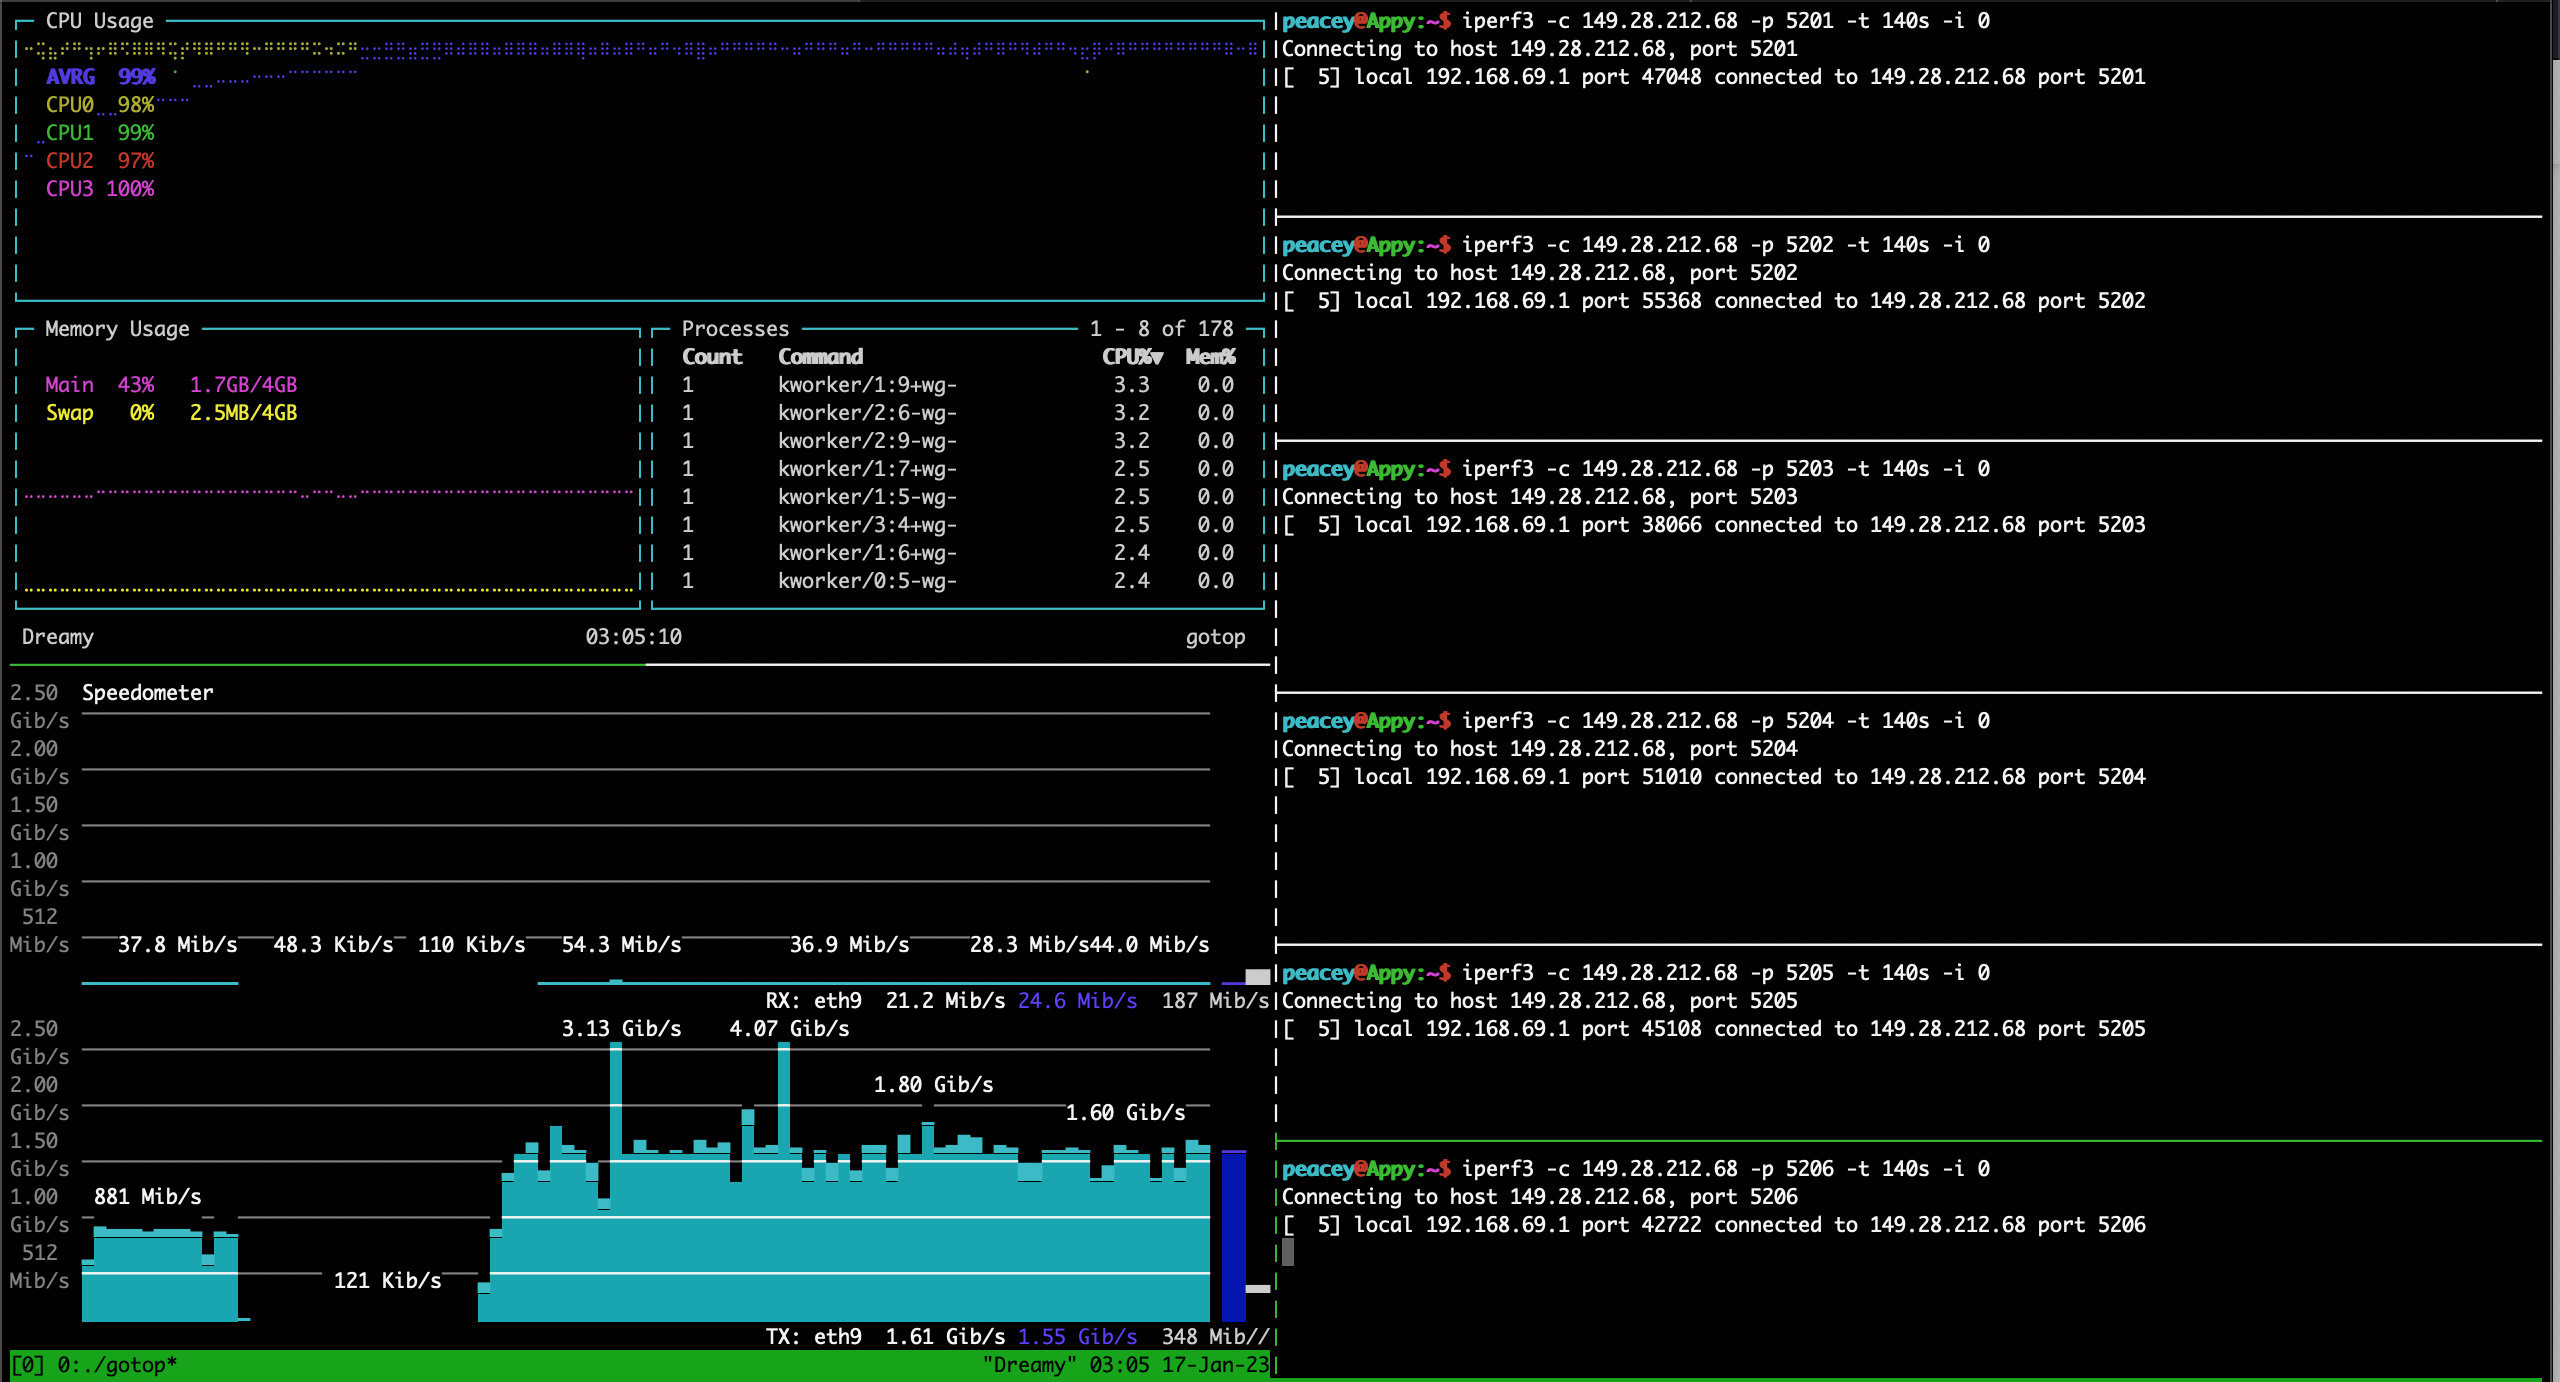 CPU Usage
AVRG 99%
CPU0 98%
CPU1 99%
CPU2 97%
CPU3 100%
Memory Usage
Main 43% 1.7GB/4GB
Swap 0% 2.5MB/4GB
Processes 1 - 8 of 178
Count Command CPU%▼ Mem%
1 kworker/1:9+wg- 3.3 0.0
1 kworker/2:6-wg- 3.2 0.0
1 kworker/2:9-wg- 3.2 0.0
1 kworker/1:7+wg- 2.5 0.0
1 kworker/1:5-wg- 2.5 0.0
1 kworker/3:4+wg- 2.5 0.0
1 kworker/1:6+wg- 2.4 0.0
1 kworker/0:5-wg- 2.4 0.0
Dreamy 03:05:10 gotop
2.50 Speedometer
Gib/s
2.00
Gib/s
1.50
Gib/s
1.00
Gib/s
512
Mib/s 37.8 Mib/s 48.3 Kib/s 110 Kib/s 54.3 Mib/s 36.9 Mib/s 28.3 Mib/s44.0 Mib/s
RX: eth9 21.2 Mib/s 24.6 Mib/s 187 Mib/s
2.50 3.13 Gib/s 4.07 Gib/s
Gib/s
2.00 1.80 Gib/s
Gib/s 1.60 Gib/s
1.50
Gib/s
1.00 881 Mib/s
Gib/s
512
Mib/s 121 Kib/s
TX: eth9 1.61 Gib/s 1.55 Gib/s 348 Mib//
[0] 0:./gotop* "Dreamy" 03:05 17-Jan-23
peacey@Appy:~$ iperf3 -c 149.28.212.68 -p 5201 -t 140s -i 0
Connecting to host 149.28.212.68, port 5201
[  5] local 192.168.69.1 port 47048 connected to 149.28.212.68 port 5201
peacey@Appy:~$ iperf3 -c 149.28.212.68 -p 5202 -t 140s -i 0
Connecting to host 149.28.212.68, port 5202
[  5] local 192.168.69.1 port 55368 connected to 149.28.212.68 port 5202
peacey@Appy:~$ iperf3 -c 149.28.212.68 -p 5203 -t 140s -i 0
Connecting to host 149.28.212.68, port 5203
[  5] local 192.168.69.1 port 38066 connected to 149.28.212.68 port 5203
peacey@Appy:~$ iperf3 -c 149.28.212.68 -p 5204 -t 140s -i 0
Connecting to host 149.28.212.68, port 5204
[  5] local 192.168.69.1 port 51010 connected to 149.28.212.68 port 5204
peacey@Appy:~$ iperf3 -c 149.28.212.68 -p 5205 -t 140s -i 0
Connecting to host 149.28.212.68, port 5205
[  5] local 192.168.69.1 port 45108 connected to 149.28.212.68 port 5205
peacey@Appy:~$ iperf3 -c 149.28.212.68 -p 5206 -t 140s -i 0
Connecting to host 149.28.212.68, port 5206
[  5] local 192.168.69.1 port 42722 connected to 149.28.212.68 port 5206